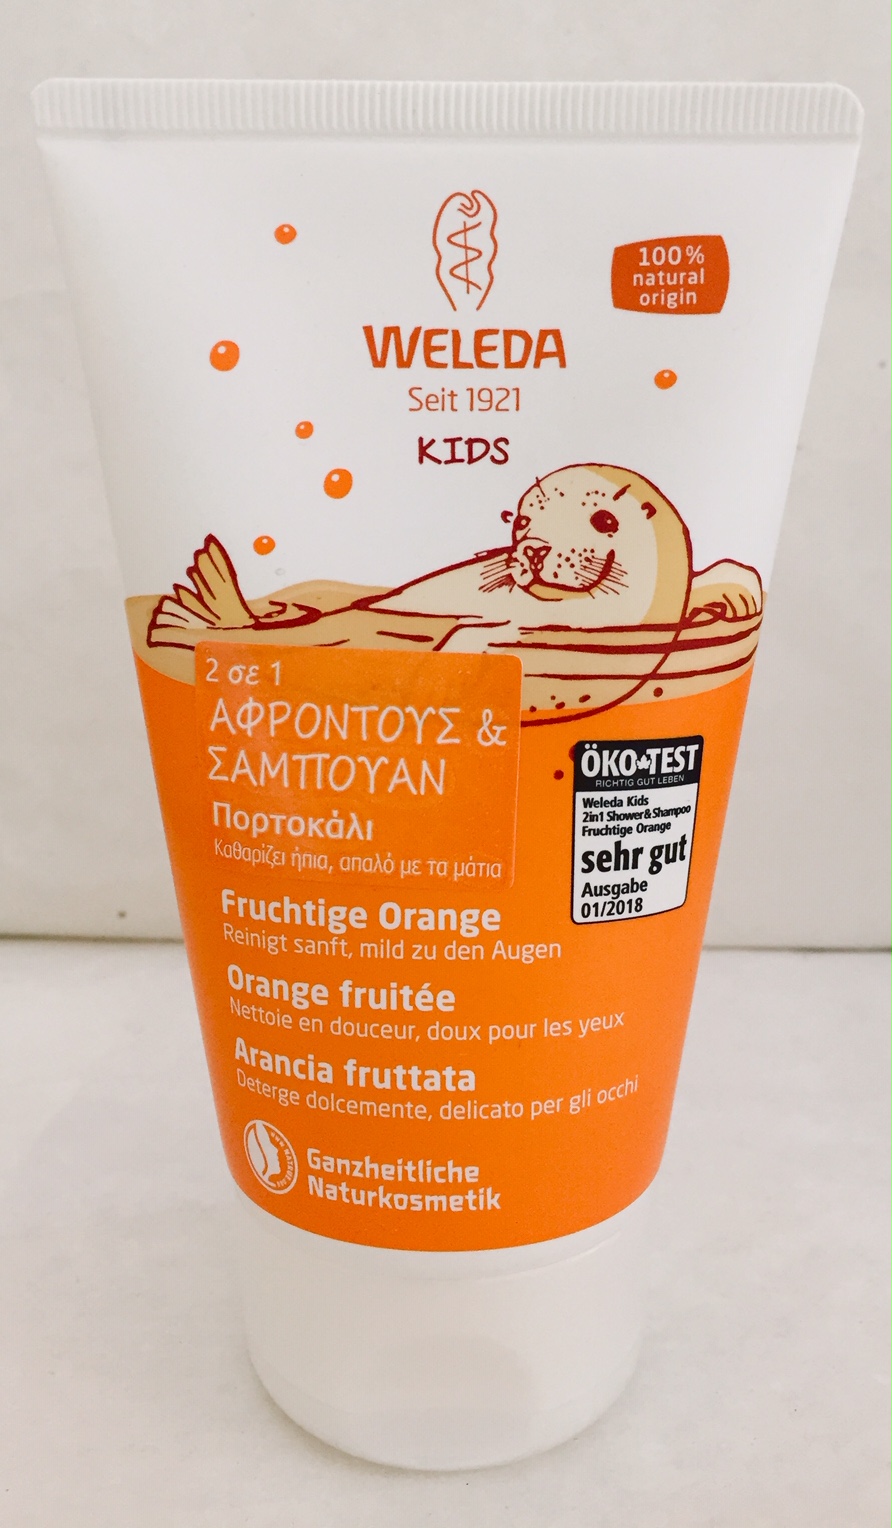 WELEDA
Seit 1921
KIDS
100%
natural
origin
2 σε 1
ΑΦΡΟΝΤΟΥΣ &
ΣΑΜΠΟΥΑΝ
Πορτοκάλι
Καθαρίζει ήπια, απαλό με τα μάτια
ÖKO TEST
RICHTIG GUT LEBEN
Weleda Kids
2in1 Shower&Shampoo
Fruchtige Orange
sehr gut
Ausgabe
01/2018
Fruchtige Orange
Reinigt sanft, mild zu den Augen
Orange fruitée
Nettoie en douceur, doux pour les yeux
Arancia fruttata
Deterge dolcemente, delicato per gli occhi
Ganzheitliche
Naturkosmetik